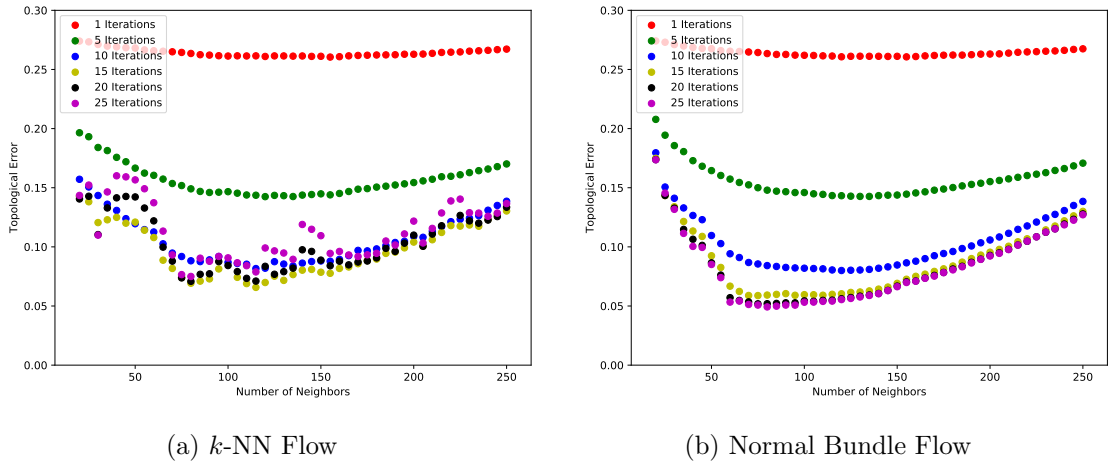 0.30
0.25
0.20
0.15
0.10
0.05
0.00
Topological Error
1 Iterations
5 Iterations
10 Iterations
15 Iterations
20 Iterations
25 Iterations
50
100
150
200
250
Number of Neighbors
(a) k-NN Flow
0.30
0.25
0.20
0.15
0.10
0.05
0.00
Topological Error
1 Iterations
5 Iterations
10 Iterations
15 Iterations
20 Iterations
25 Iterations
50
100
150
200
250
Number of Neighbors
(b) Normal Bundle Flow